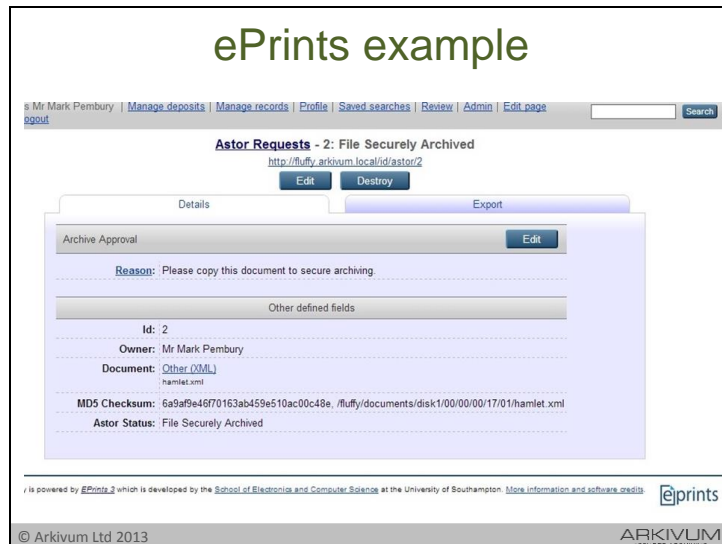 ePrints example
s Mr Mark Pembury | Manage deposits | Manage records | Profile | Saved searches | Review | Admin | Edit page
ogout
Search
Astor Requests - 2: File Securely Archived
http://fluffy.arkivum.local/id/astor/2
Edit Destroy
Details Export
Archive Approval Edit
Reason: Please copy this document to secure archiving.
Other defined fields
Id: 2
Owner: Mr Mark Pembury
Document: Other (XML)
hamlet.xml
MD5 Checksum: 6a9af9e46f70163ab459e510ac00c48e, /fluffy/documents/disk1/00/00/00/17/01/hamlet.xml
Astor Status: File Securely Archived
y is powered by EPrints 3 which is developed by the School of Electronics and Computer Science at the University of Southampton. More information and software credits.
eprints
© Arkivum Ltd 2013
ARKIVUM